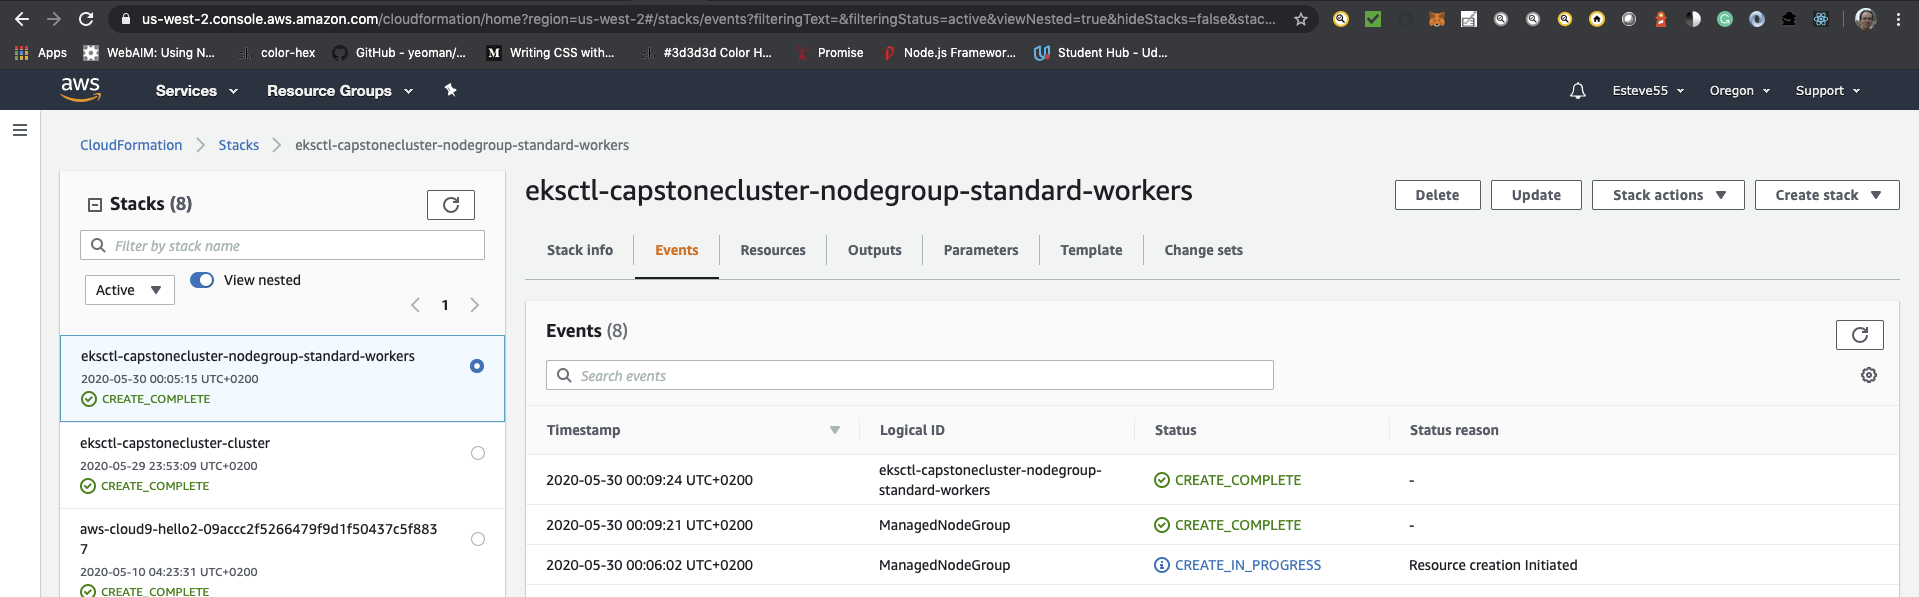 us-west-2.console.aws.amazon.com/cloudformation/home?region=us-west-2#/stacks/events?filteringText=&filteringStatus=active&viewNested=true&hideStacks=false&stac...
Apps WebAIM: Using N... ch color-hex GitHub - yeoman/... M Writing CSS with... ch #3d3d3d Color H... Promise Node.js Framewor... Student Hub - Ud...
aws Services Resource Groups Esteve55 Oregon Support
CloudFormation Stacks eksctl-capstonecluster-nodegroup-standard-workers
Stacks (8)
Filter by stack name
Active View nested
1
eksctl-capstonecluster-nodegroup-standard-workers
2020-05-30 00:05:15 UTC+0200
CREATE_COMPLETE
eksctl-capstonecluster-cluster
2020-05-29 23:53:09 UTC+0200
CREATE_COMPLETE
aws-cloud9-hello2-09accc2f5266479f9d1f50437c5f883
7
2020-05-10 04:23:31 UTC+0200
CREATE_COMPLETE
eksctl-capstonecluster-nodegroup-standard-workers
Delete Update Stack actions Create stack
Stack info Events Resources Outputs Parameters Template Change sets
Events (8)
Search events
Timestamp Logical ID Status Status reason
2020-05-30 00:09:24 UTC+0200 eksctl-capstonecluster-nodegroup-
standard-workers CREATE_COMPLETE -
2020-05-30 00:09:21 UTC+0200 ManagedNodeGroup CREATE_COMPLETE -
2020-05-30 00:06:02 UTC+0200 ManagedNodeGroup CREATE_IN_PROGRESS Resource creation Initiated